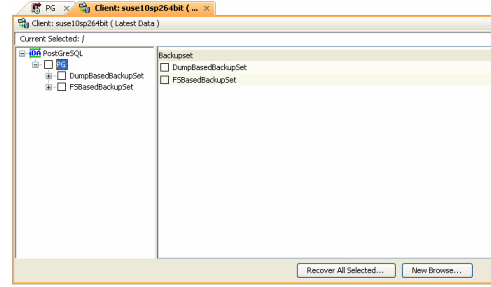 PG
Client: suse10sp264bit ( ...
Client: suse10sp264bit ( Latest Data )
Current Selected: /
iDA PostGreSQL
PG
DumpBasedBackupSet
FSBasedBackupSet
Backupset
DumpBasedBackupSet
FSBasedBackupSet
Recover All Selected...
New Browse...